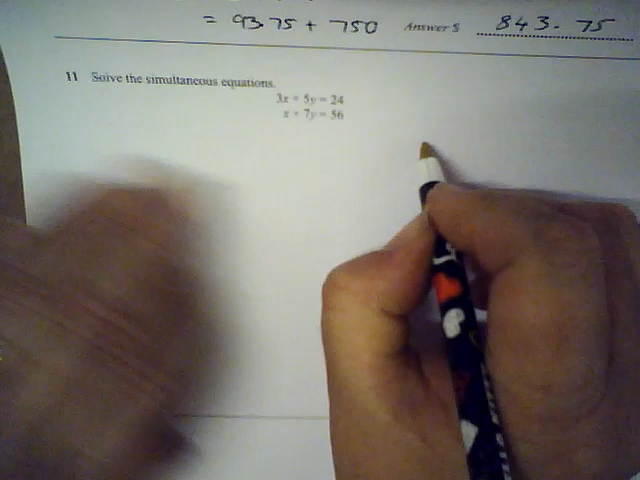 = 93.75 + 750 Answer $ 843.75
11 Solve the simultaneous equations.
3x + 5y = 24
x + 7y = 56